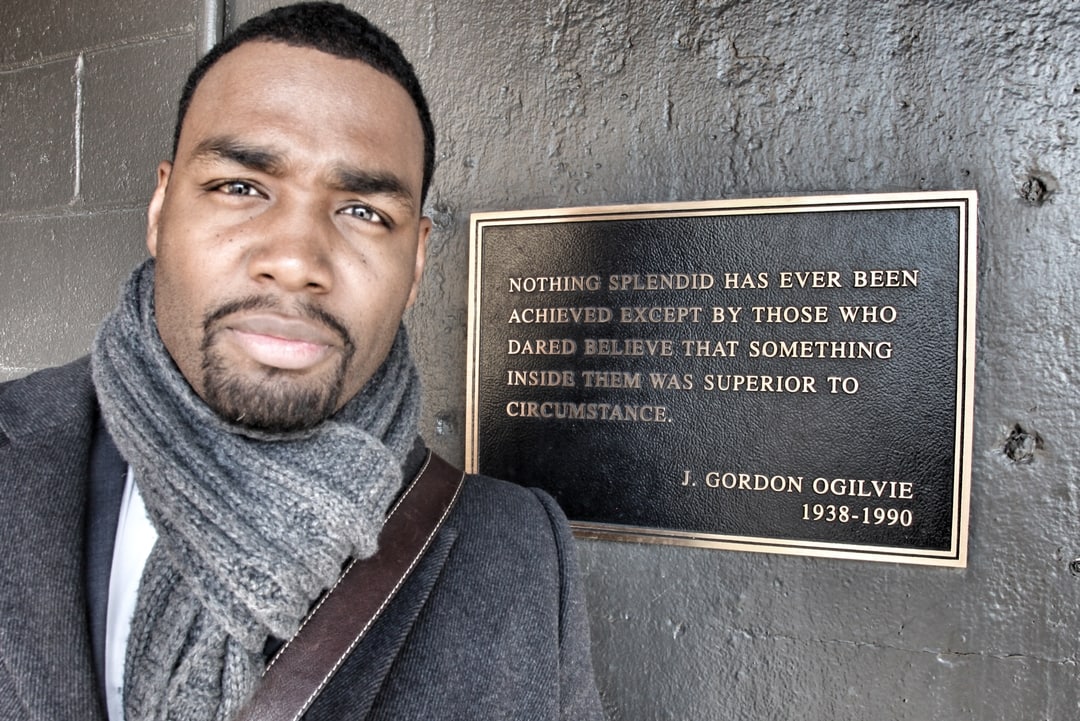 NOTHING SPLENDID HAS EVER BEEN
ACHIEVED EXCEPT BY THOSE WHO
DARED BELIEVE THAT SOMETHING
INSIDE THEM WAS SUPERIOR TO
CIRCUMSTANCE.
J. GORDON OGILVIE
1938-1990